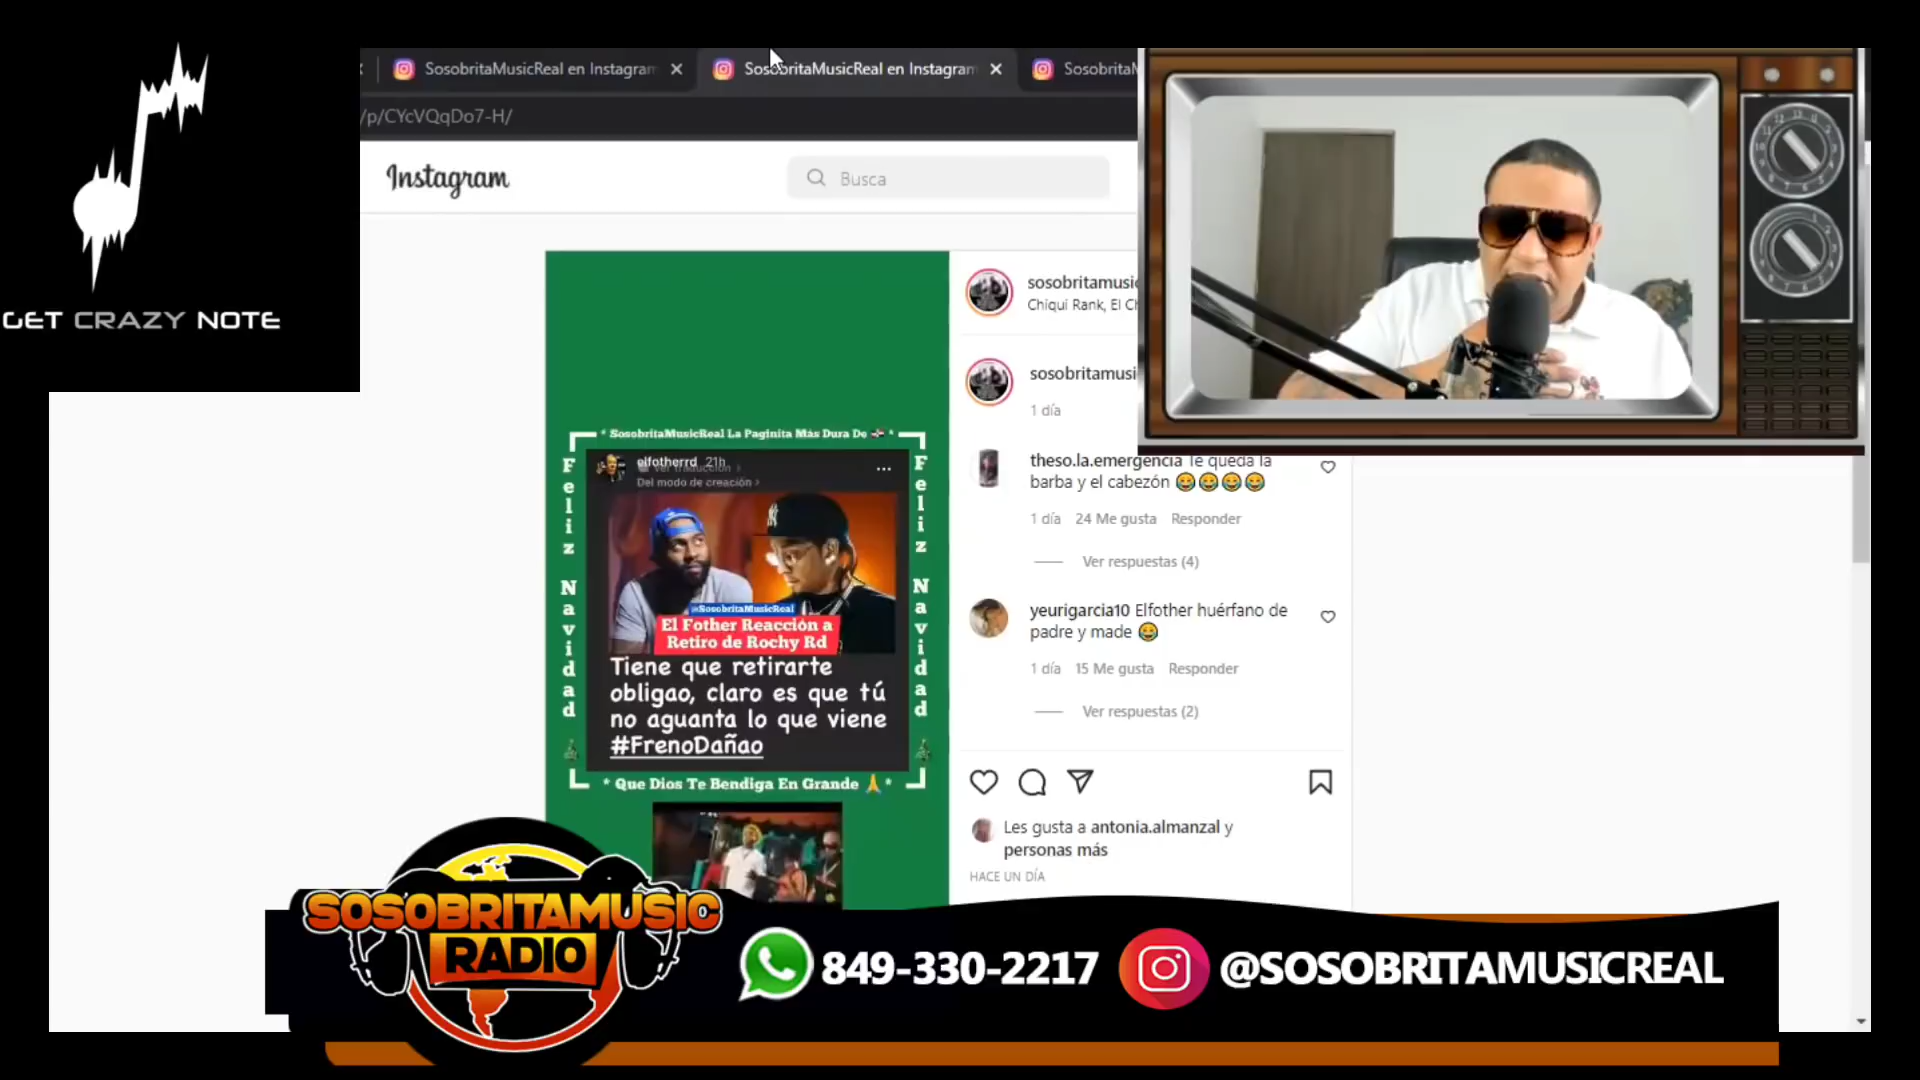 SosobritaMusicReal en Instagram
SosobritaMusicReal en Instagram
SosobritaM
/p/CYcVQqDo7-H/
GET CRAZY NOTE
Instagram
Busca
sosobritamusic
Chiqui Rank, El Ch
sosobritamusi
1 día
theso.la.emergencia Te queda la
barba y el cabezón 😂😂😂😂
1 día 24 Me gusta Responder
Ver respuestas (4)
yeurigarcia10 Elfother huérfano de
padre y made 😂
1 día 15 Me gusta Responder
Ver respuestas (2)
Les gusta a antonia.almanzal y
personas más
HACE UN DÍA
* SosobritaMusicReal La Paginita Más Dura De 🇩🇴 *
Feliz Navidad
Feliz Navidad
elfotherrd 21h
Ver traducción >
Del modo de creación >
@SosobritaMusicReal
El Fother Reacción a
Retiro de Rochy Rd
Tiene que retirarte
obligao, claro es que tú
no aguanta lo que viene
#FrenoDañao
* Que Dios Te Bendiga En Grande 🙏 *
SOSOBRITAMUSIC
RADIO
849-330-2217
@SOSOBRITAMUSICREAL